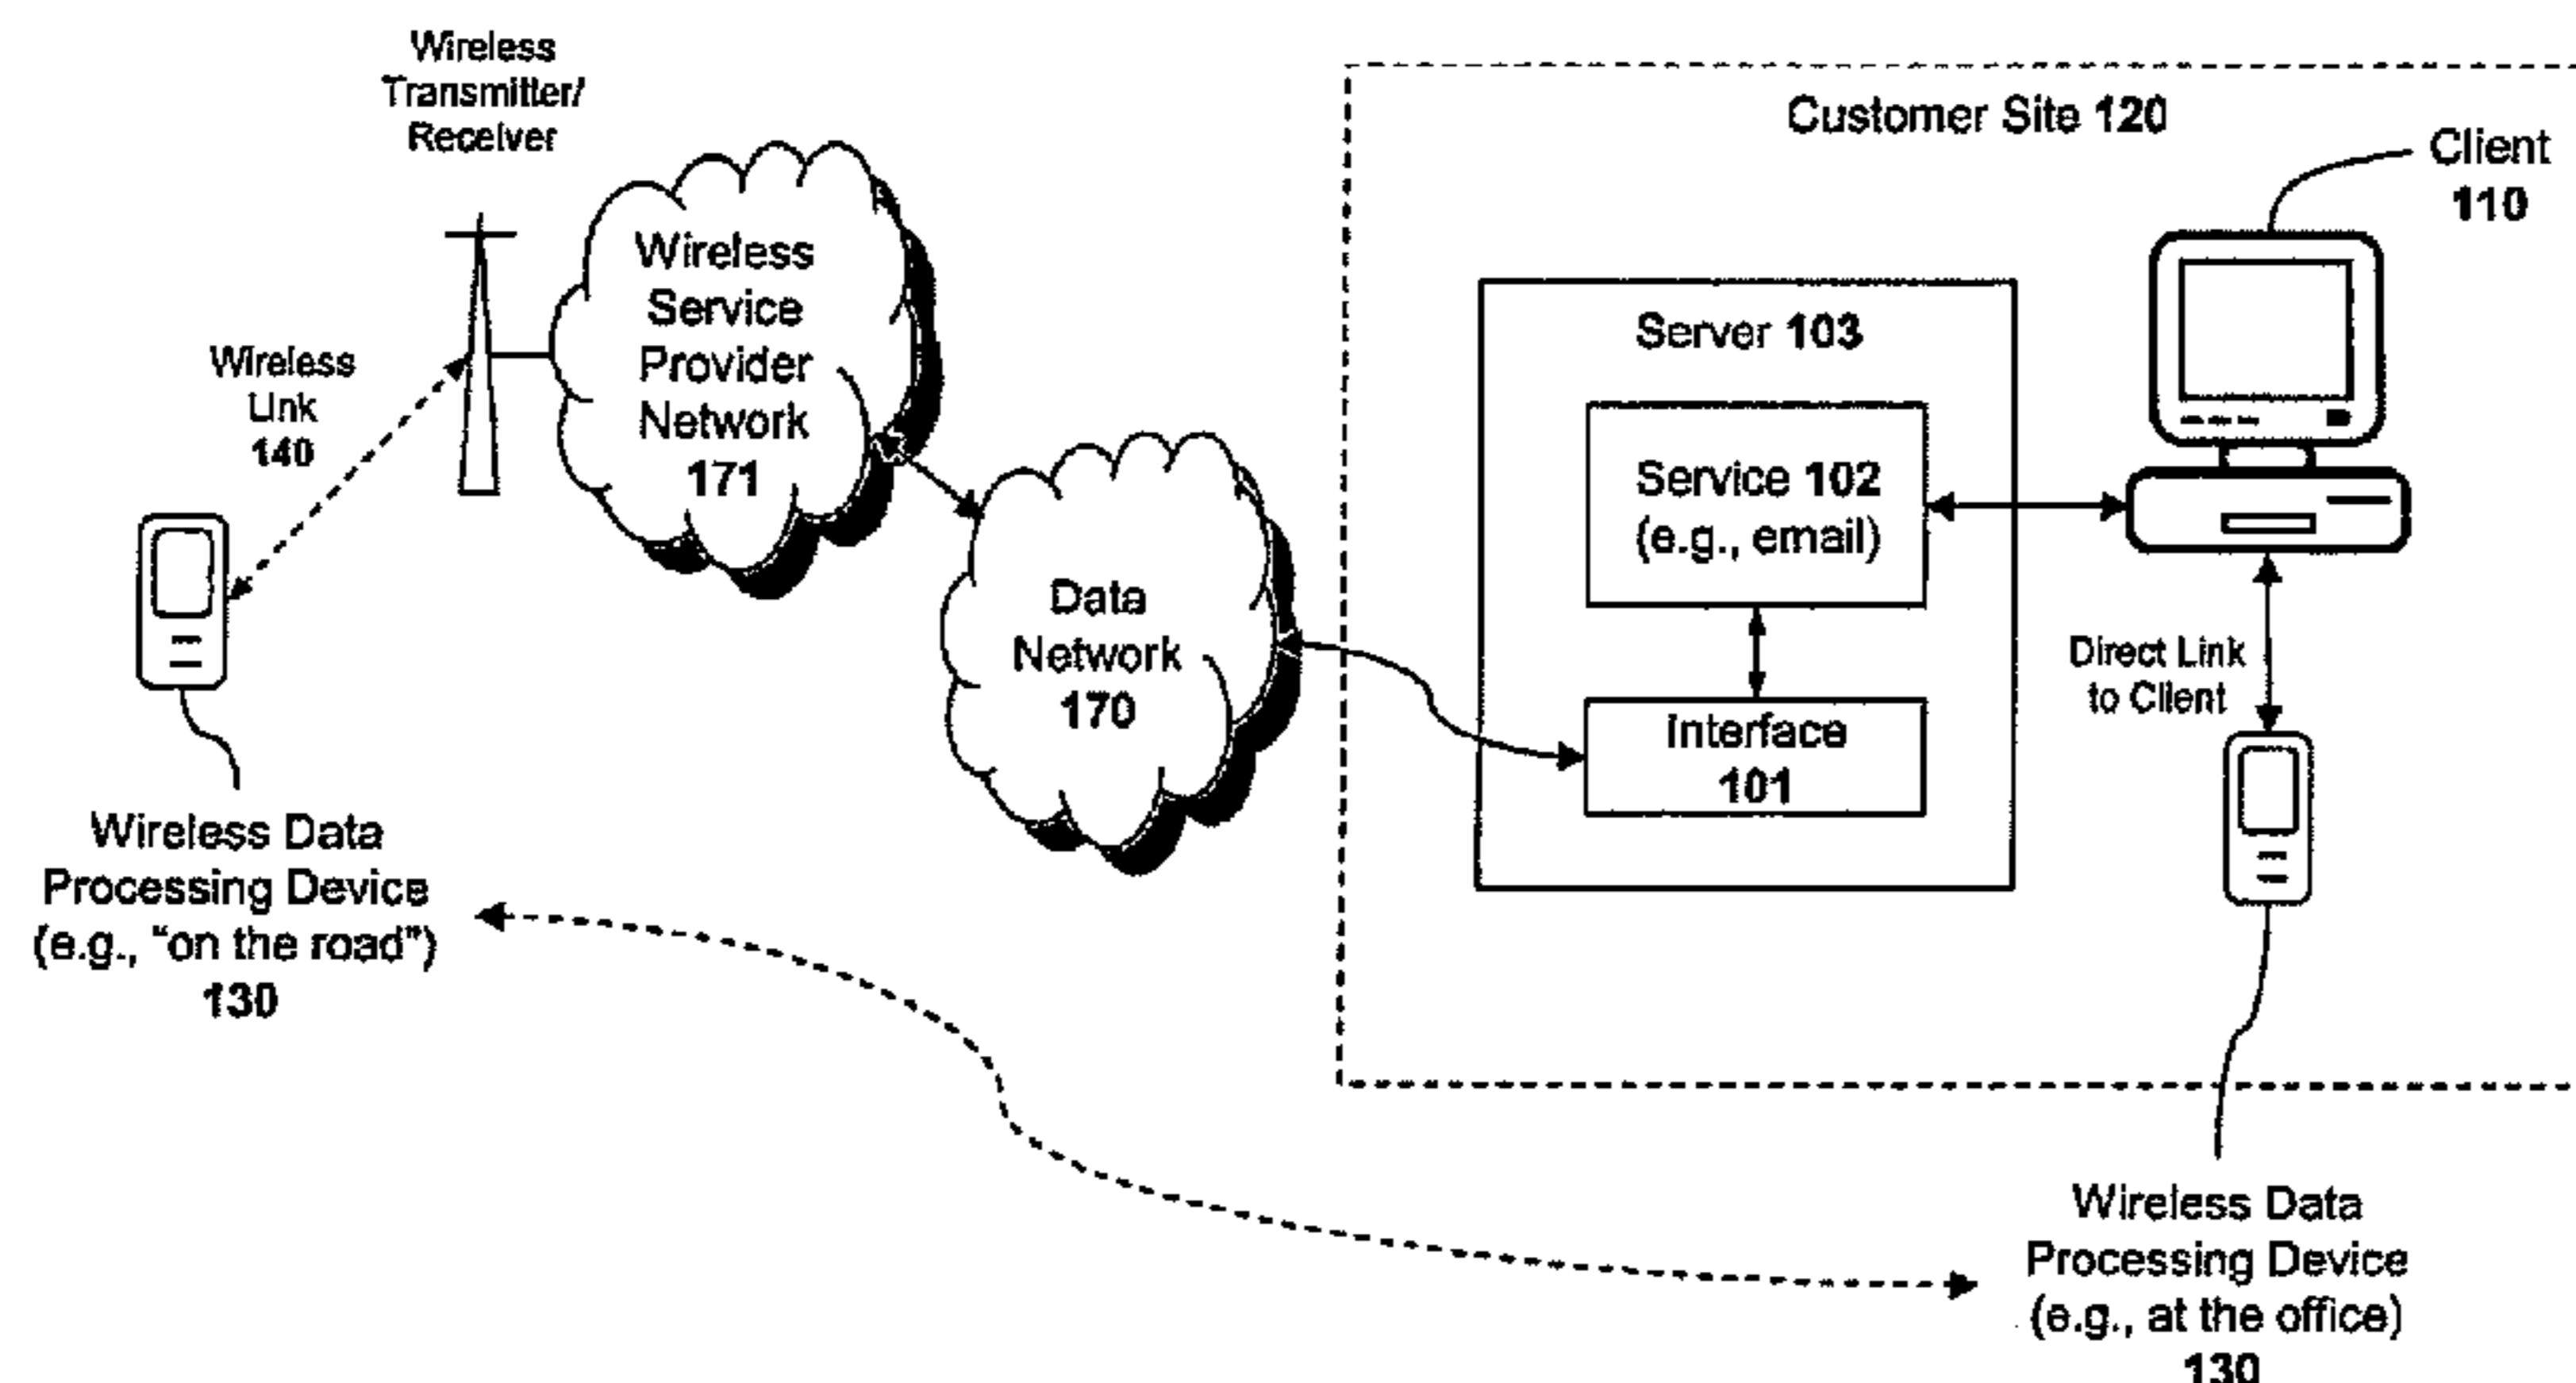 Wireless
Transmitter/
Receiver
Wireless
Service
Provider
Network
171
Wireless
Link
140
Wireless Data
Processing Device
(e.g., “on the road”)
130
Data
Network
170
Customer Site 120
Client
110
Server 103
Service 102
(e.g., email)
Interface
101
Direct Link
to Client
Wireless Data
Processing Device
(e.g., at the office)
130